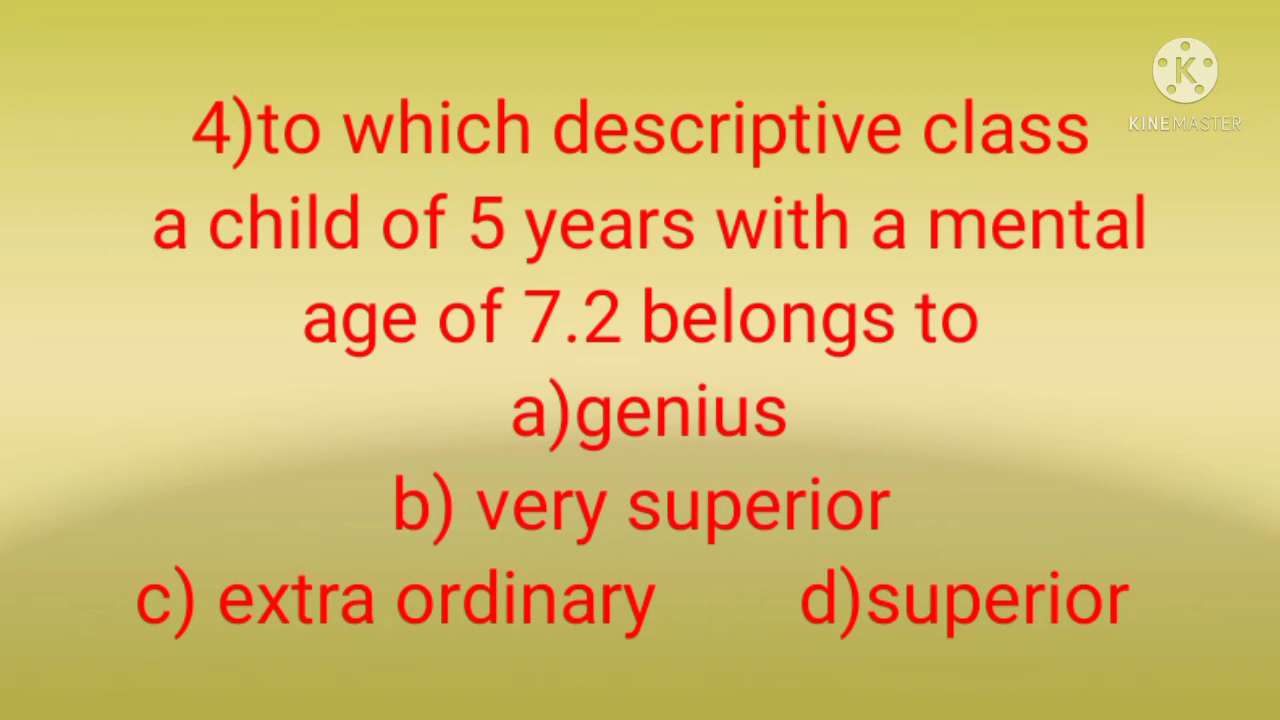 K
KINEMASTER
4)to which descriptive class
a child of 5 years with a mental
age of 7.2 belongs to
a)genius
b) very superior
c) extra ordinary d)superior